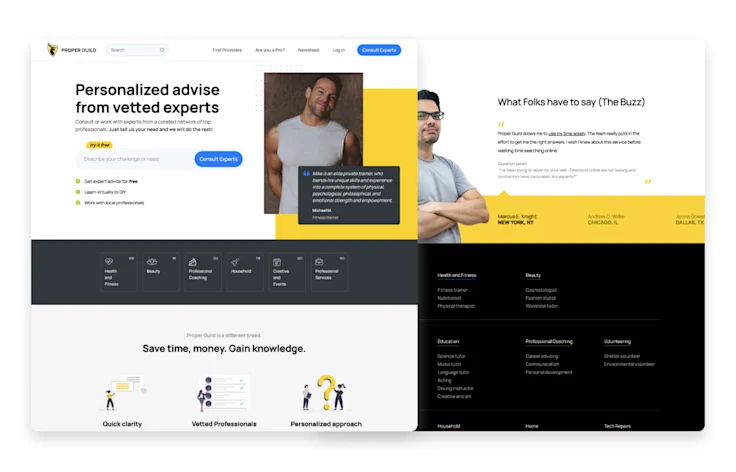 PROPER GUILD
Search
Find Providers
Are you a Pro?
Newsfeed
Log in
Consult Experts
Personalized advise
from vetted experts
Consult or work with experts from a curated network of top
professionals. Just tell us your need and we will do the rest!
try it free
Describe your challenge or need
Consult Experts
Get expert advice for free
Learn virtually to DIY
Work with local professionals
Mike is an elite private trainer, who
blends his unique skills and experience
into a complete system of physical,
psychological, philosophical, and
emotional strength and empowerment.
Michael M
Fitness trainer
Health
and
Fitness
Beauty
Professional
Coaching
Household
Creative
and
Events
Professional
Services
Proper Guild is a different breed.
Save time, money. Gain knowledge.
Quick clarity
Vetted Professionals
Personalized approach
What Folks have to say (The Buzz)
Proper Guild allows me to use my time wisely. The team really puts in the
effort to get me the right answers. I wish I knew about this service before
wasting time searching online.
Question asked:
Marcus E. Knight
NEW YORK, NY
Andrew G. Wilke
CHICAGO, IL
Jenna Dowe
DALLAS, TX
Health and Fitness
Fitness trainer
Nutritionist
Physical therapist
Beauty
Cosmetologist
Fashion stylist
Wardrobe tailor
Education
Science tutor
Music tutor
Language tutor
Acting
Driving instructor
Creative and art
Professional Coaching
Career advising
Communication
Personal development
Volunteering
Shelter volunteer
Environmental volunteer
Household
Home
Tech Repairs